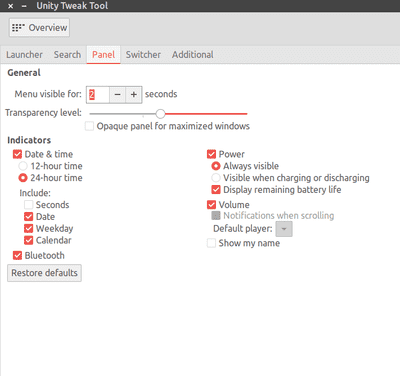 Unity Tweak Tool
Overview
Launcher Search Panel Switcher Additional
General
Menu visible for: 2 seconds
Transparency level:
Opaque panel for maximized windows
Indicators
Date & time
12-hour time
24-hour time
Include:
Seconds
Date
Weekday
Calendar
Bluetooth
Power
Always visible
Visible when charging or discharging
Display remaining battery life
Volume
Notifications when scrolling
Default player:
Show my name
Restore defaults